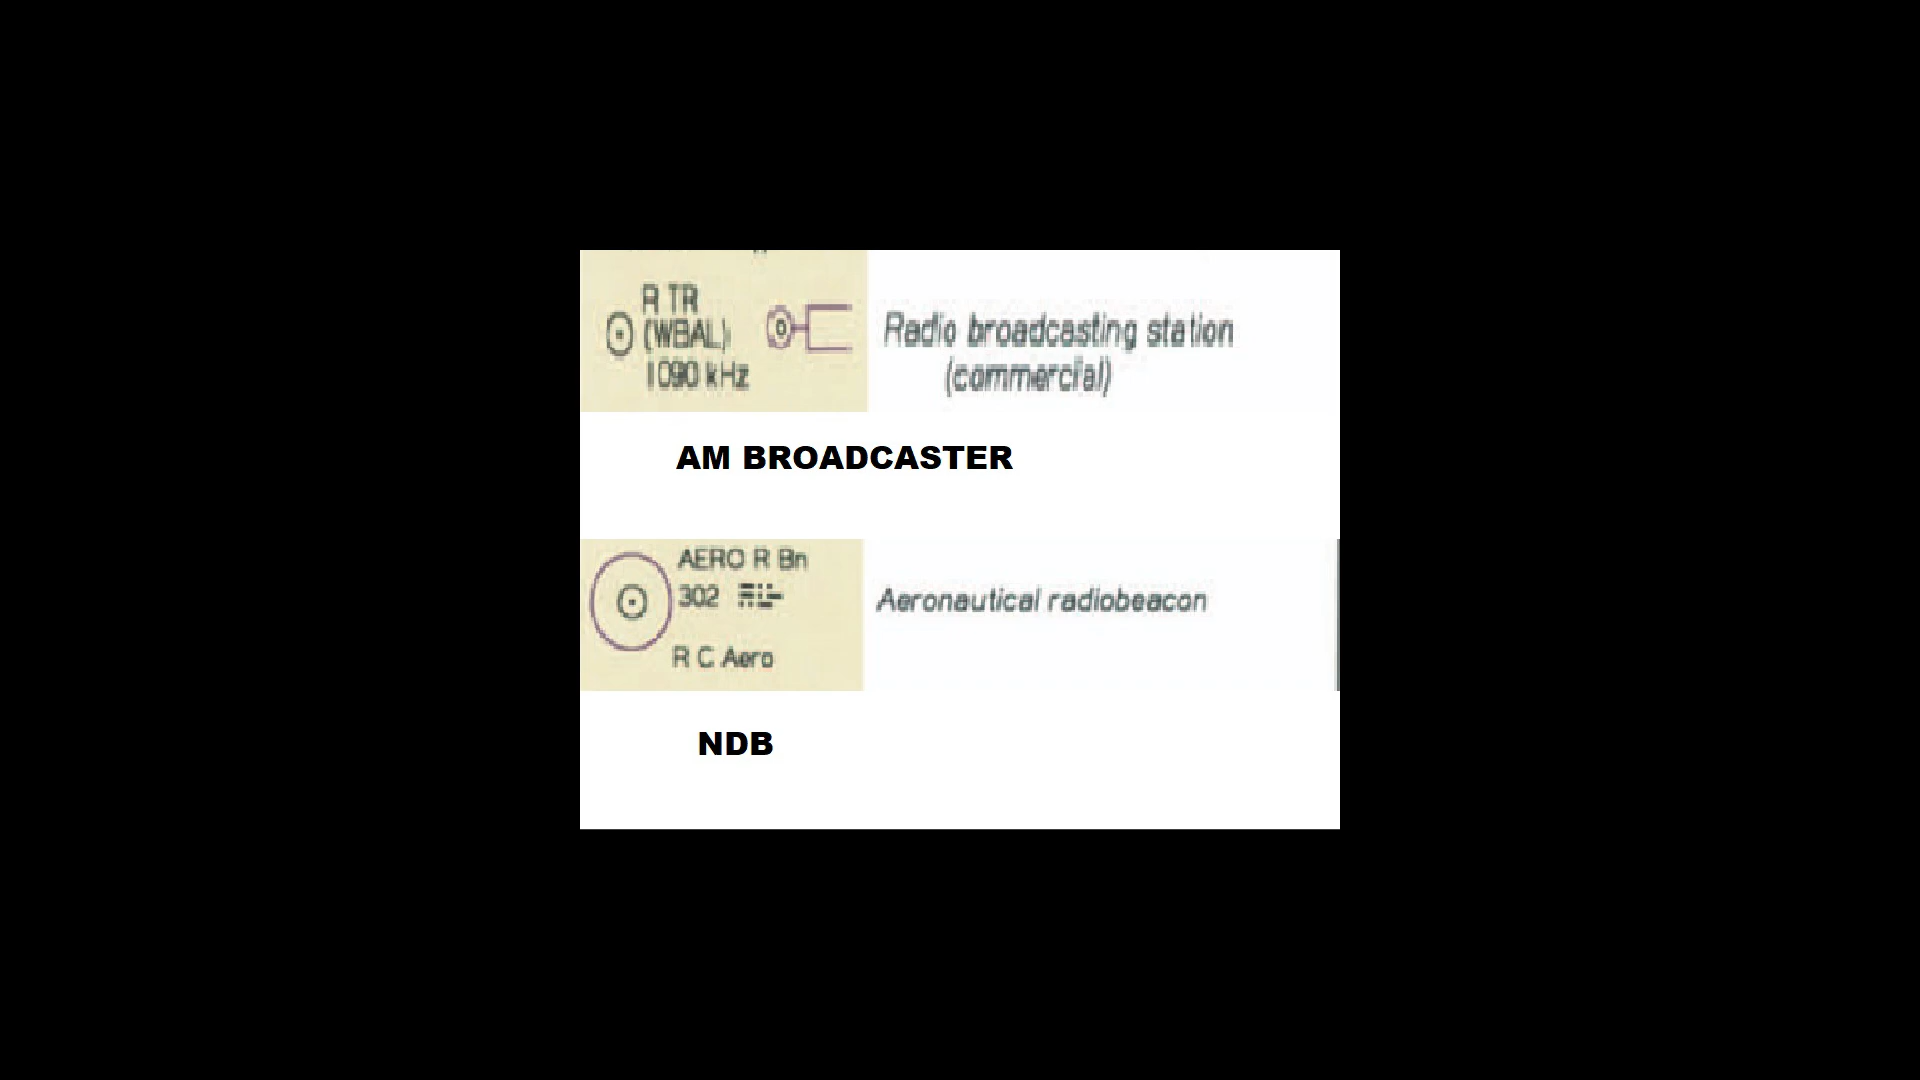 R TR
(WBAL)
1090 kHz
Radio broadcasting station
(commercial)
AM BROADCASTER
AERO R Bn
302
R C Aero
Aeronautical radiobeacon
NDB